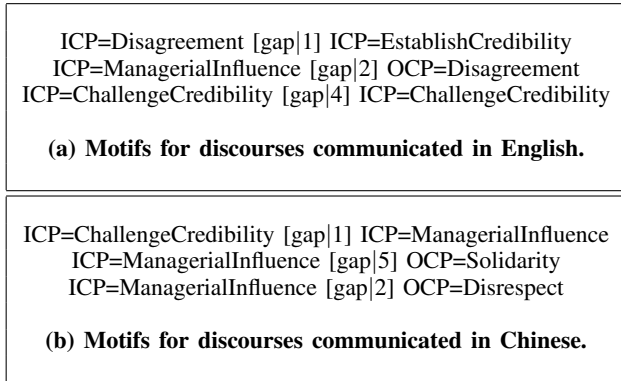 ICP=Disagreement [gap|1] ICP=EstablishCredibility
ICP=ManagerialInfluence [gap|2] OCP=Disagreement
ICP=ChallengeCredibility [gap|4] ICP=ChallengeCredibility
(a) Motifs for discourses communicated in English.
ICP=ChallengeCredibility [gap|1] ICP=ManagerialInfluence
ICP=ManagerialInfluence [gap|5] OCP=Solidarity
ICP=ManagerialInfluence [gap|2] OCP=Disrespect
(b) Motifs for discourses communicated in Chinese.